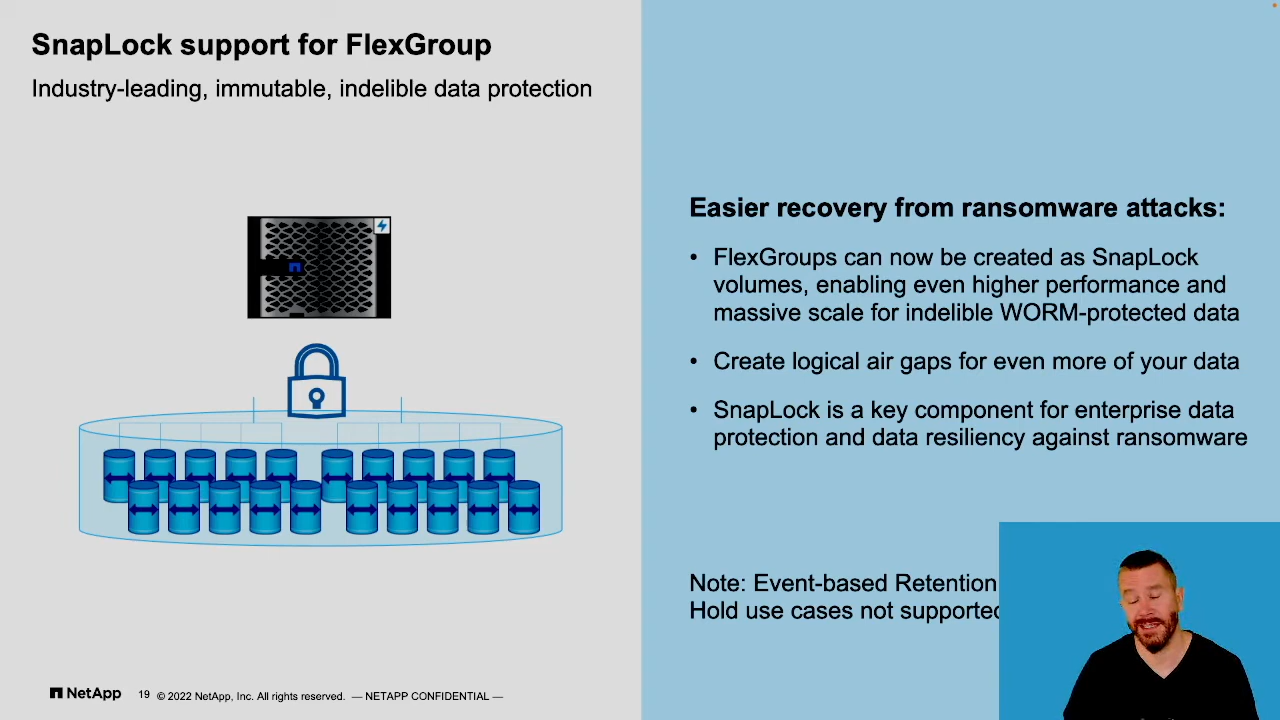 SnapLock support for FlexGroup
Industry-leading, immutable, indelible data protection
Easier recovery from ransomware attacks:
• FlexGroups can now be created as SnapLock
volumes, enabling even higher performance and
massive scale for indelible WORM-protected data
• Create logical air gaps for even more of your data
• SnapLock is a key component for enterprise data
protection and data resiliency against ransomware
Note: Event-based Retention
Hold use cases not supported
NetApp 19 © 2022 NetApp, Inc. All rights reserved. — NETAPP CONFIDENTIAL —